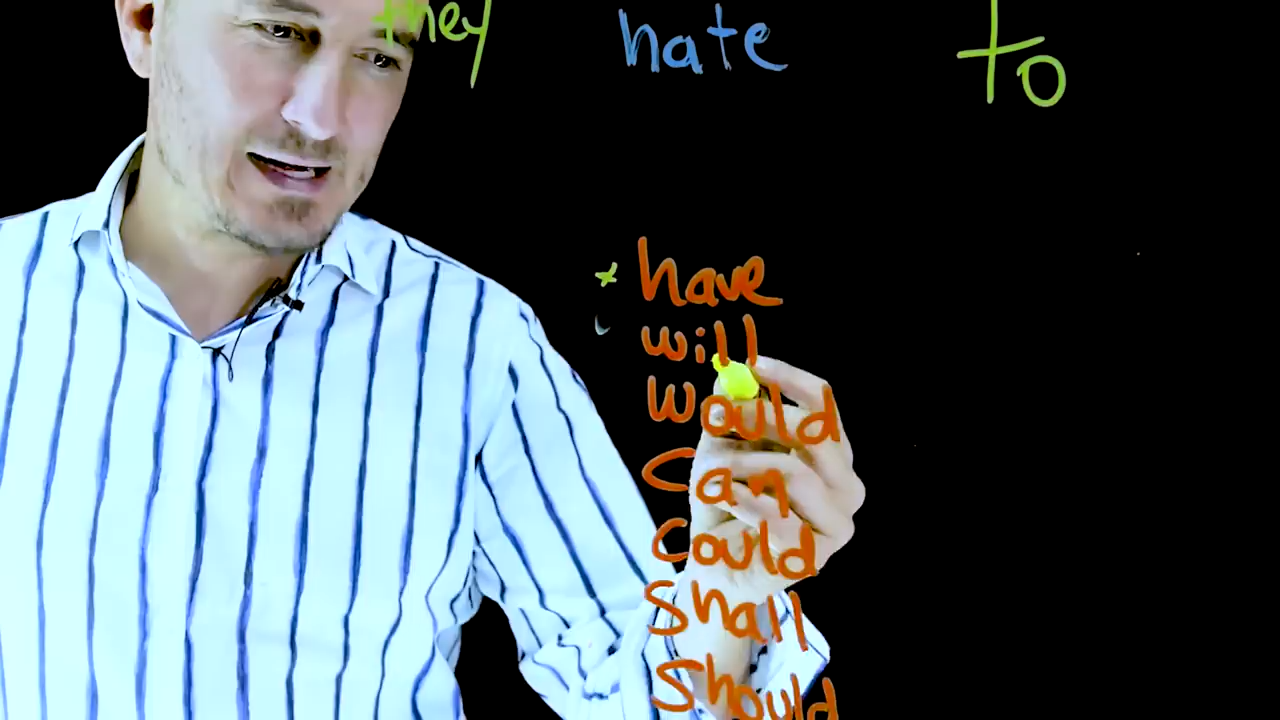 they hate to
have
will
would
Can
Could
Shall
Should